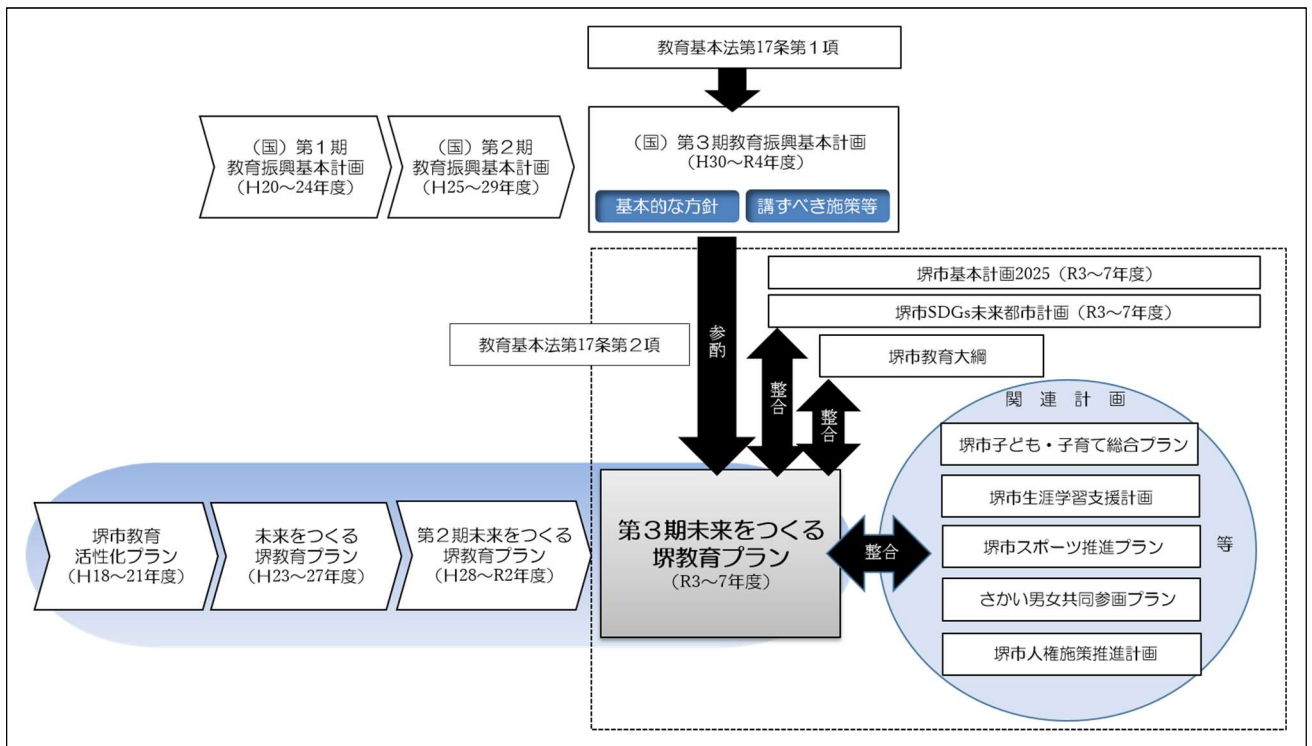 教育基本法第17条第１項
（国）第１期
教育振興基本計画
（H20～24年度）
（国）第２期
教育振興基本計画
（H25～29年度）
（国）第３期教育振興基本計画
（H30～R4年度）
基本的な方針
講ずべき施策等
堺市基本計画2025（R3～7年度）
堺市SDGs未来都市計画（R3～7年度）
教育基本法第17条第２項
参酌
堺市教育大綱
整合
整合
関連計画
堺市子ども・子育て総合プラン
堺市生涯学習支援計画
堺市スポーツ推進プラン
等
さかい男女共同参画プラン
堺市人権施策推進計画
堺市教育
活性化プラン
（H18～21年度）
未来をつくる
堺教育プラン
（H23～27年度）
第２期未来をつくる
堺教育プラン
（H28～R2年度）
第３期未来をつくる
堺教育プラン
（R3～7年度）
整合